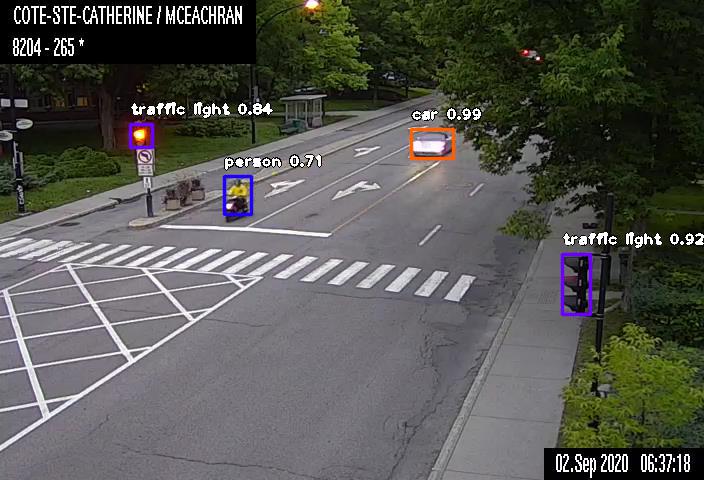 COTE-STE-CATHERINE / MCEACHRAN
8204 - 265 *
traffic light 0.84
car 0.99
person 0.71
traffic light 0.92
02.Sep 2020 06:37:18